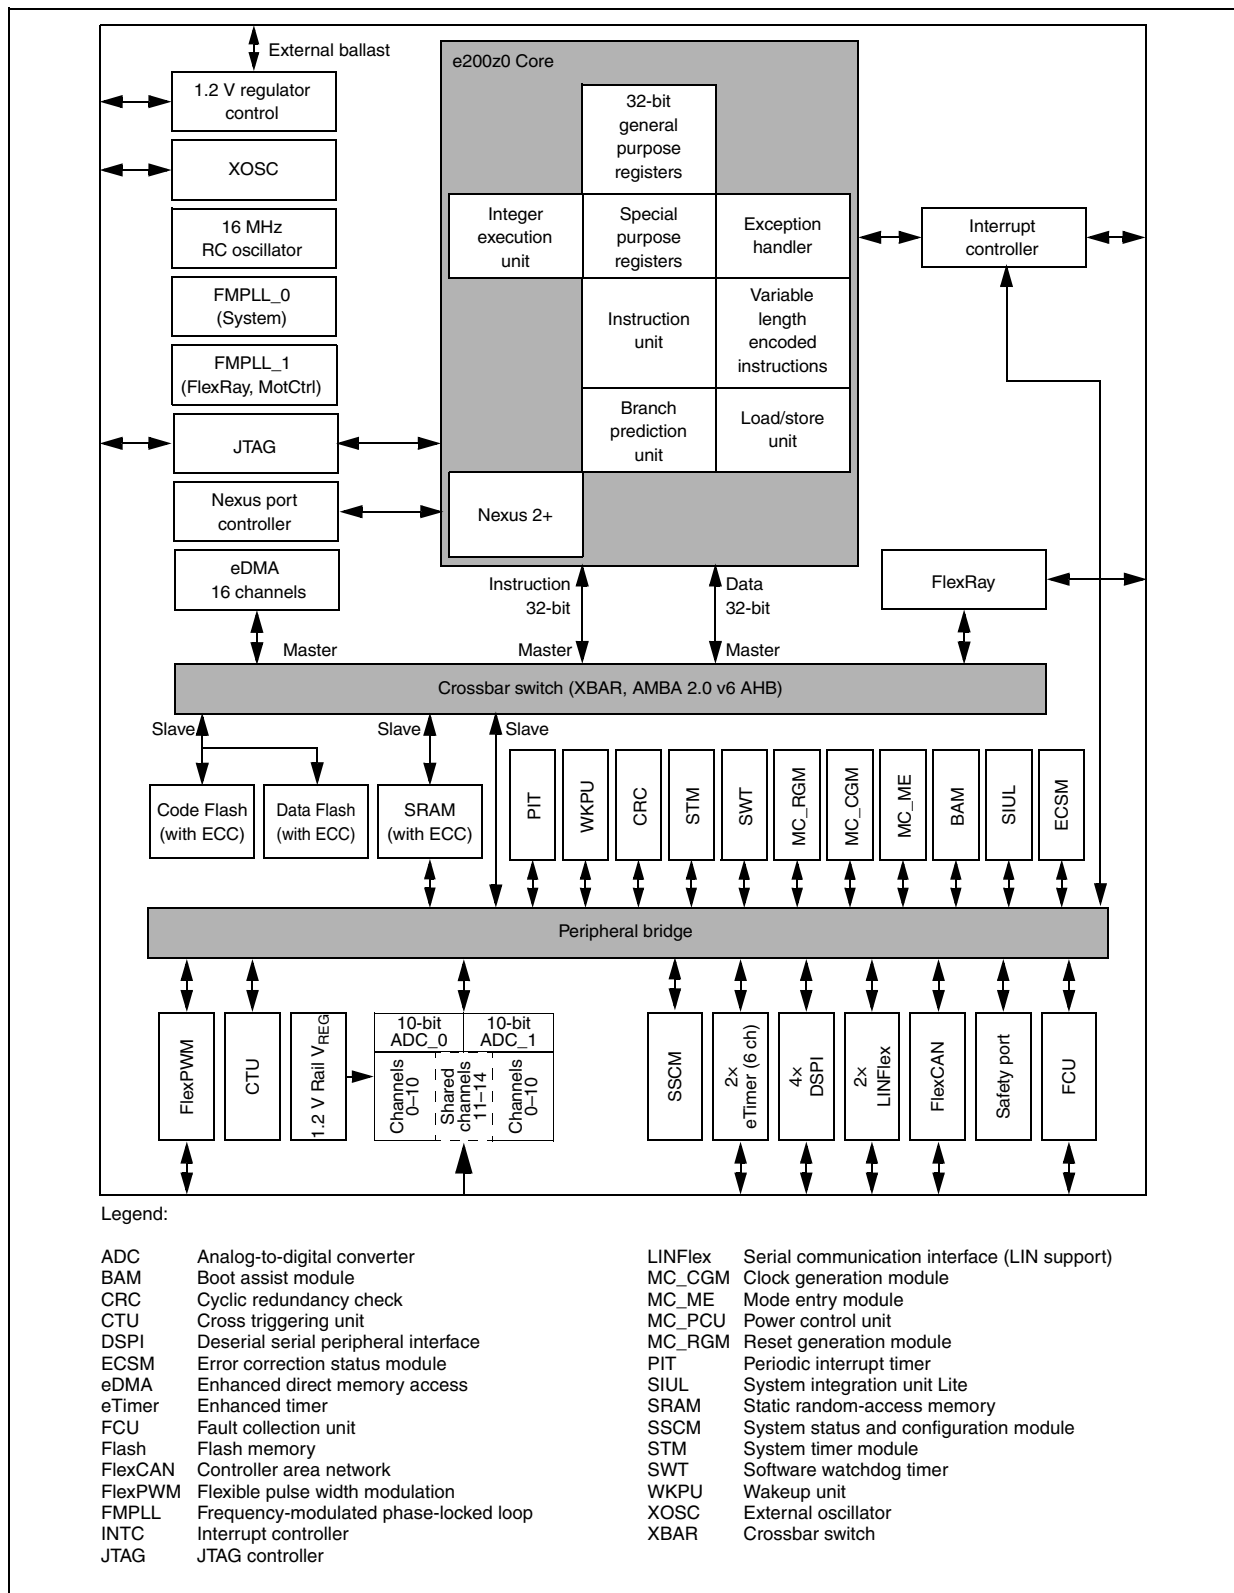 External ballast
1.2 V regulator
control
XOSC
16 MHz
RC oscillator
FMPLL_0
(System)
FMPLL_1
(FlexRay, MotCtrl)
JTAG
Nexus port
controller
eDMA
16 channels
e200z0 Core
32-bit
general
purpose
registers
Integer
execution
unit
Special
purpose
registers
Exception
handler
Instruction
unit
Variable
length
encoded
instructions
Branch
prediction
unit
Load/store
unit
Nexus 2+
Interrupt
controller
FlexRay
Instruction
32-bit
Data
32-bit
Master
Master
Master
Crossbar switch (XBAR, AMBA 2.0 v6 AHB)
Slave
Slave
Slave
Code Flash
(with ECC)
Data Flash
(with ECC)
SRAM
(with ECC)
PIT
WKPU
CRC
STM
SWT
MC_RGM
MC_CGM
MC_ME
BAM
SIUL
ECSM
Peripheral bridge
FlexPWM
CTU
1.2 V Rail VREG
10-bit
ADC_0
10-bit
ADC_1
Channels
0–10
Shared
channels
11–14
Channels
0–10
SSCM
2×
eTimer (6 ch)
4×
DSPI
2×
LINFlex
FlexCAN
Safety port
FCU
Legend:
ADC Analog-to-digital converter
BAM Boot assist module
CRC Cyclic redundancy check
CTU Cross triggering unit
DSPI Deserial serial peripheral interface
ECSM Error correction status module
eDMA Enhanced direct memory access
eTimer Enhanced timer
FCU Fault collection unit
Flash Flash memory
FlexCAN Controller area network
FlexPWM Flexible pulse width modulation
FMPLL Frequency-modulated phase-locked loop
INTC Interrupt controller
JTAG JTAG controller
LINFlex Serial communication interface (LIN support)
MC_CGM Clock generation module
MC_ME Mode entry module
MC_PCU Power control unit
MC_RGM Reset generation module
PIT Periodic interrupt timer
SIUL System integration unit Lite
SRAM Static random-access memory
SSCM System status and configuration module
STM System timer module
SWT Software watchdog timer
WKPU Wakeup unit
XOSC External oscillator
XBAR Crossbar switch